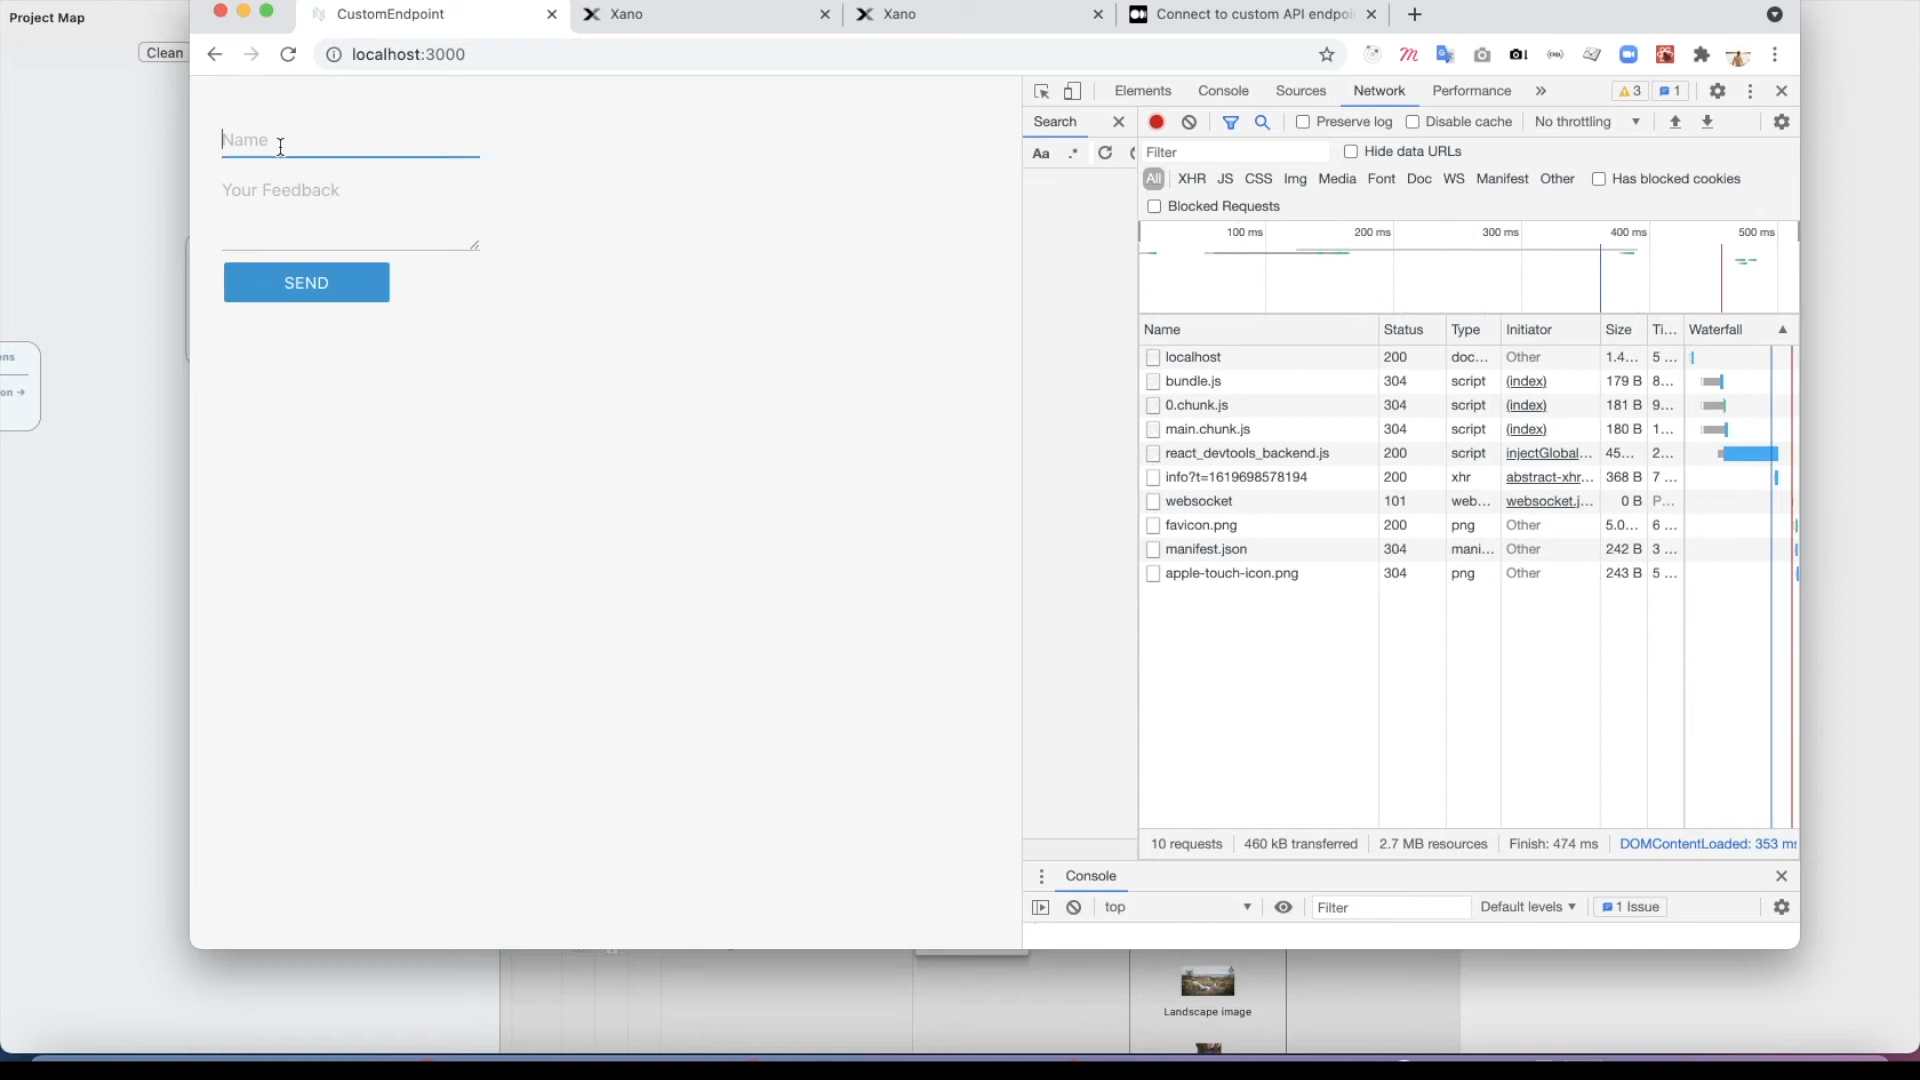 Project Map
Clean
ens
on →
CustomEndpoint
Xano
Xano
Connect to custom API endpoi
localhost:3000
Name
Your Feedback
SEND
Elements Console Sources Network Performance » 3 1
Search
Preserve log Disable cache No throttling
Aa .*
Filter
Hide data URLs
All XHR JS CSS Img Media Font Doc WS Manifest Other Has blocked cookies
Blocked Requests
100 ms 200 ms 300 ms 400 ms 500 ms
Name Status Type Initiator Size Ti... Waterfall
localhost 200 doc... Other 1.4... 5 ...
bundle.js 304 script (index) 179 B 8...
0.chunk.js 304 script (index) 181 B 9...
main.chunk.js 304 script (index) 180 B 1...
react_devtools_backend.js 200 script injectGlobal... 45... 2...
info?t=1619698578194 200 xhr abstract-xhr... 368 B 7 ...
websocket 101 web... websocket.j... 0 B P...
favicon.png 200 png Other 5.0... 6 ...
manifest.json 304 mani... Other 242 B 3 ...
apple-touch-icon.png 304 png Other 243 B 5 ...
10 requests 460 kB transferred 2.7 MB resources Finish: 474 ms DOMContentLoaded: 353 ms
Console
top Filter Default levels 1 Issue
Landscape image